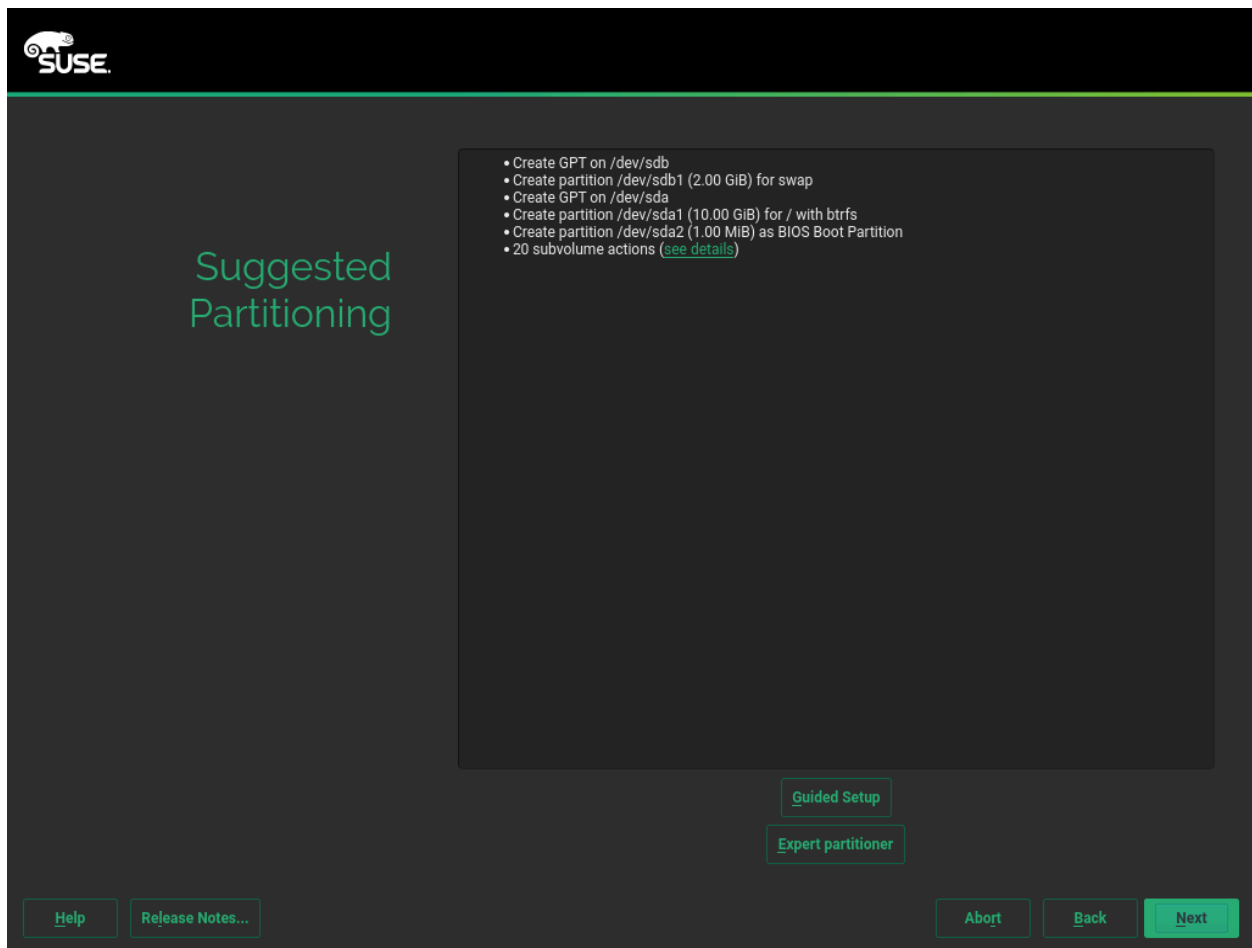 SUSE.
Suggested
Partitioning
• Create GPT on /dev/sdb
• Create partition /dev/sdb1 (2.00 GiB) for swap
• Create GPT on /dev/sda
• Create partition /dev/sda1 (10.00 GiB) for / with btrfs
• Create partition /dev/sda2 (1.00 MiB) as BIOS Boot Partition
• 20 subvolume actions (see details)
Guided Setup
Expert partitioner
Help Release Notes... Abort Back Next